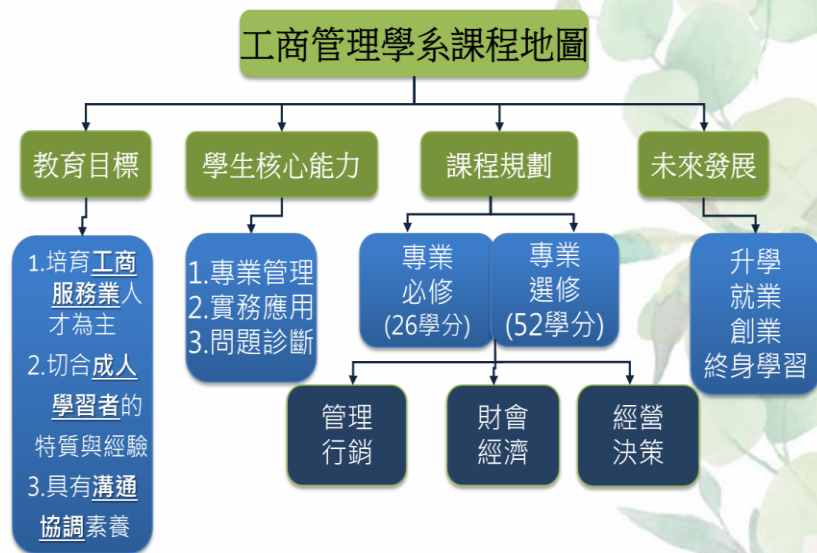 工商管理學系課程地圖
教育目標
學生核心能力
課程規劃
未來發展
1.培育工商
服務業人
才為主
2.切合成人
學習者的
特質與經驗
3.具有溝通
協調素養
1.專業管理
2.實務應用
3.問題診斷
專業
必修
(26學分)
專業
選修
(52學分)
升學
就業
創業
終身學習
管理
行銷
財會
經濟
經營
決策